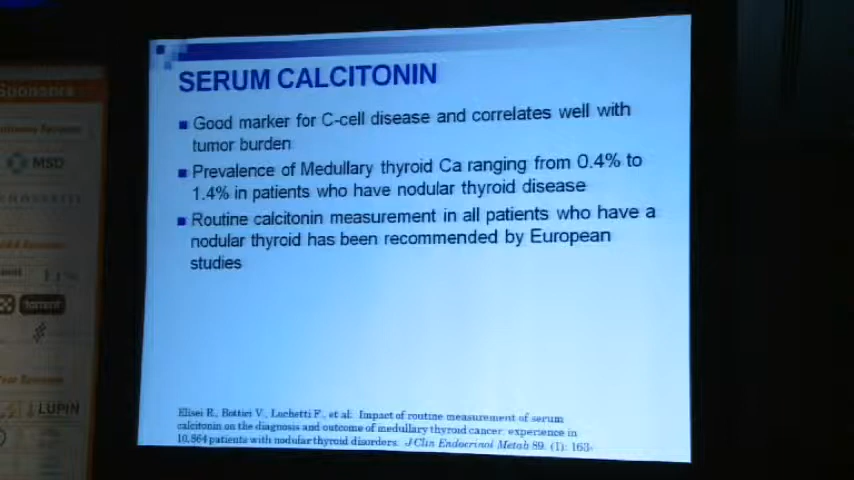 SERUM CALCITONIN
Good marker for C-cell disease and correlates well with
tumor burden
Prevalence of Medullary thyroid Ca ranging from 0.4% to
1.4% in patients who have nodular thyroid disease
Routine calcitonin measurement in all patients who have a
nodular thyroid has been recommended by European
studies
Elisei R., Bottici V., Luchetti F., et al: Impact of routine measurement of serum
calcitonin on the diagnosis and outcome of medullary thyroid cancer: experience in
10,864 patients with nodular thyroid disorders. J Clin Endocrinol Metab 89. (1): 163-
Sponsors
MSD
torrent
LUPIN